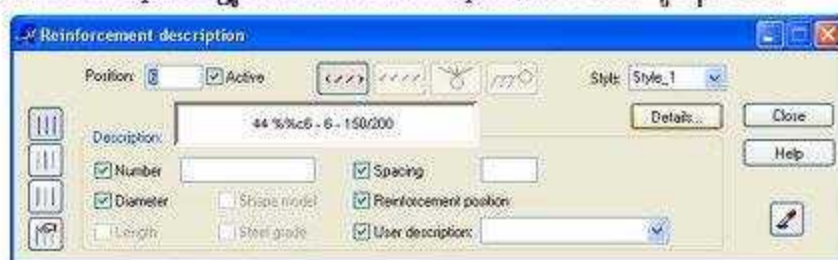 Reinforcement description
Position: Active Style: Style_1
44 %%c6 - 6 - 150/200 Details... Close
Description: Help
Number Spacing
Diameter Shape model Reinforcement position
Length Steel grade User description: